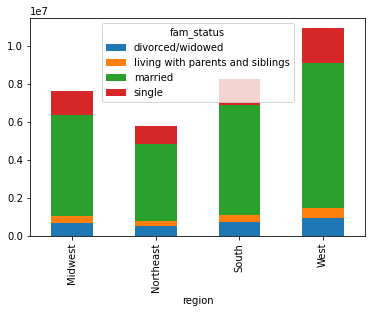 1e7
fam_status
divorced/widowed
living with parents and siblings
married
single
1.0
0.8
0.6
0.4
0.2
0.0
Midwest
Northeast
South
West
region